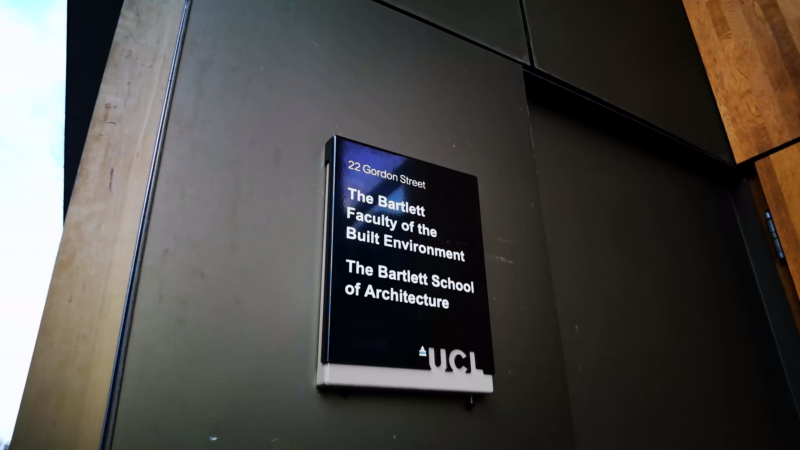 22 Gordon Street
The Bartlett
Faculty of the
Built Environment
The Bartlett School
of Architecture
UCL